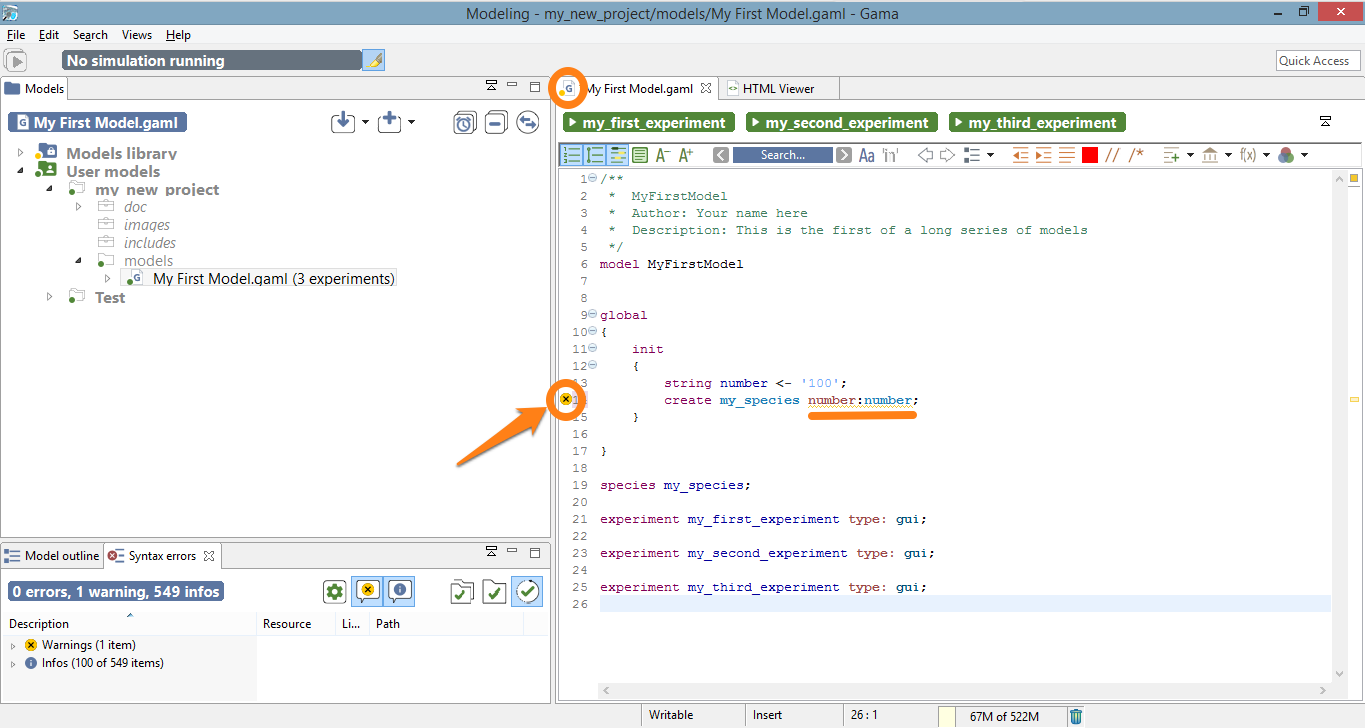 Modeling - my_new_project/models/My First Model.gaml - Gama
File Edit Search Views Help
No simulation running
Quick Access
Models
My First Model.gaml
Models library
User models
my_new_project
doc
images
includes
models
My First Model.gaml (3 experiments)
Test
Model outline
Syntax errors
0 errors, 1 warning, 549 infos
Description Resource Li... Path
Warnings (1 item)
Infos (100 of 549 items)
G My First Model.gaml
HTML Viewer
my_first_experiment my_second_experiment my_third_experiment
A- A+ Search... Aa 'n' // /* f(x)
1 /**
2 * MyFirstModel
3 * Author: Your name here
4 * Description: This is the first of a long series of models
5 */
6 model MyFirstModel
7
8
9 global
10 {
11 init
12 {
13 string number <- '100';
create my_species number:number;
15 }
16
17 }
18
19 species my_species;
20
21 experiment my_first_experiment type: gui;
22
23 experiment my_second_experiment type: gui;
24
25 experiment my_third_experiment type: gui;
26
Writable Insert 26 : 1 67M of 522M